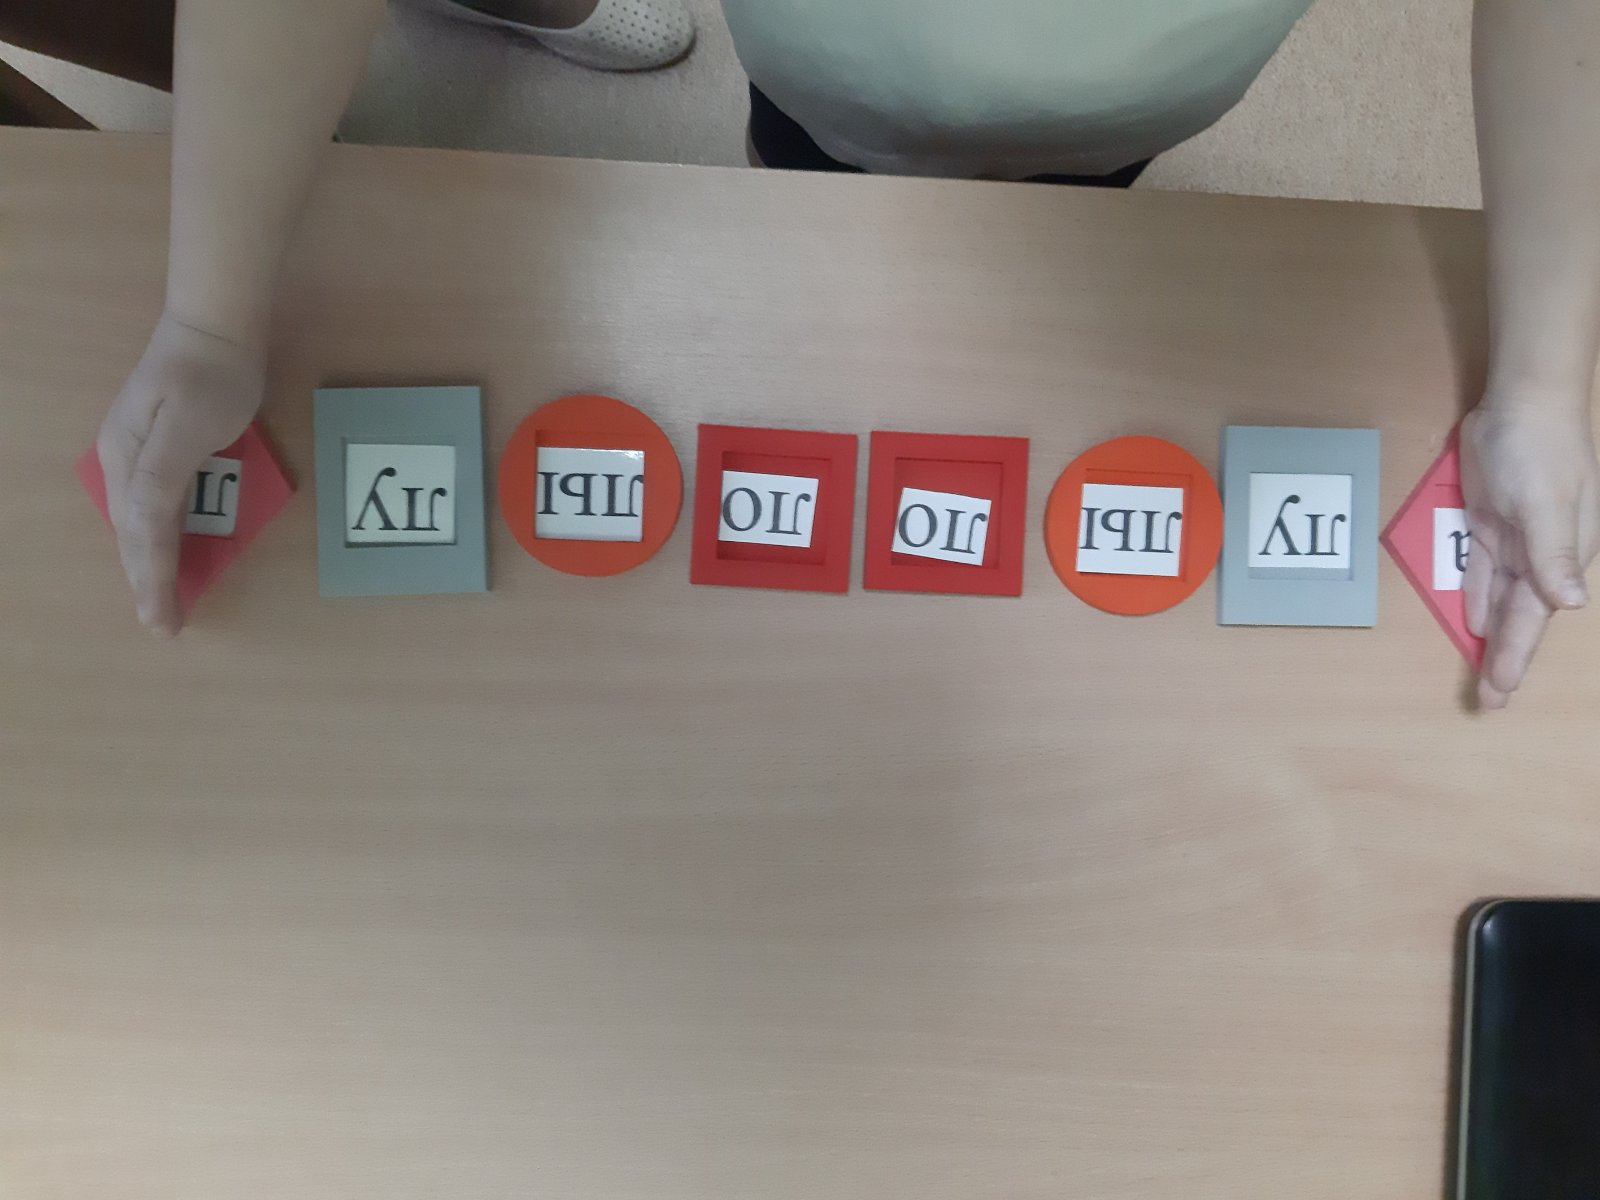 а лу лы ло ло лы лу л